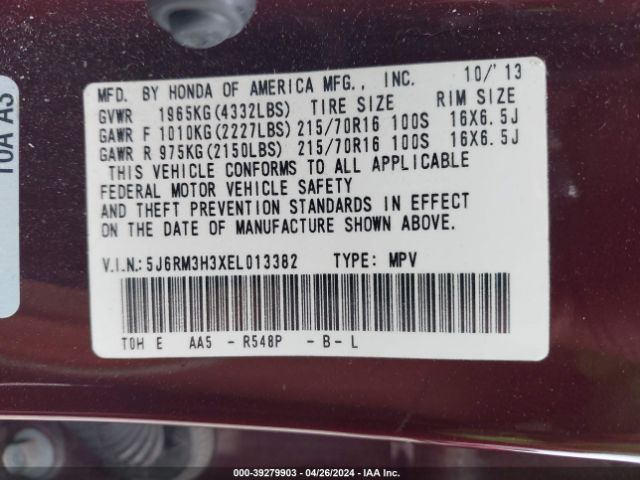 MFD. BY HONDA OF AMERICA MFG., INC. 10/'13
GVWR 1965KG(4332LBS) TIRE SIZE RIM SIZE
GAWR F 1010KG(2227LBS) 215/70R16 100S 16X6.5J
GAWR R 975KG(2150LBS) 215/70R16 100S 16X6.5J
THIS VEHICLE CONFORMS TO ALL APPLICABLE
FEDERAL MOTOR VEHICLE SAFETY
AND THEFT PREVENTION STANDARDS IN EFFECT
ON THE DATE OF MANUFACTURE SHOWN ABOVE.
V.I.N.:5J6RM3H3XEL013382 TYPE: MPV
TOH E AA5 - R548P - B - L
T0A A3
000-39279903 - 04/26/2024 - IAA Inc.